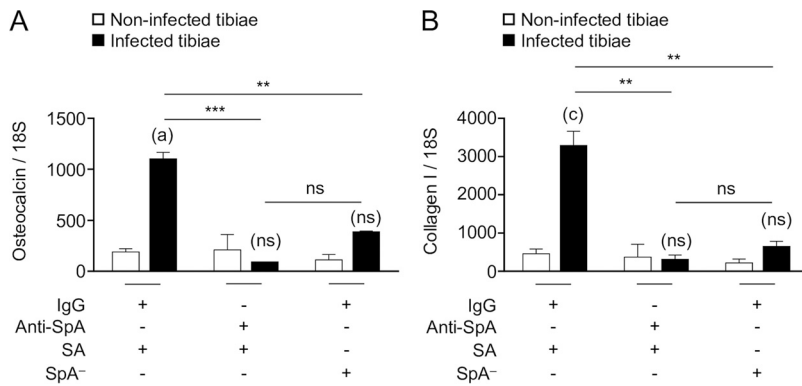 A
Non-infected tibiae
Infected tibiae
**
***
ns
Osteocalcin / 18S
1500
1000
500
0
(a)
(ns)
(ns)
IgG + - +
Anti-SpA - + -
SA + + -
SpA⁻ - - +
B
Non-infected tibiae
Infected tibiae
**
**
ns
Collagen I / 18S
4000
3000
2000
1000
0
(c)
(ns)
(ns)
IgG + - +
Anti-SpA - + -
SA + + -
SpA⁻ - - +